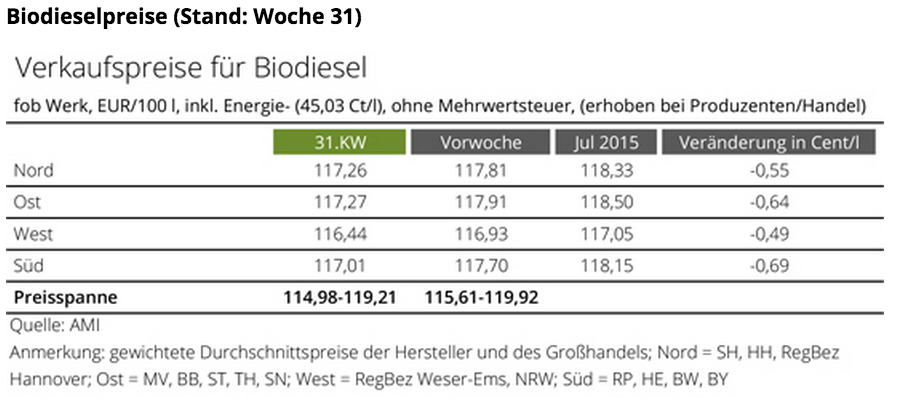 Biodieselpreise (Stand: Woche 31)
Verkaufspreise für Biodiesel
fob Werk, EUR/100 l, inkl. Energie- (45,03 Ct/l), ohne Mehrwertsteuer, (erhoben bei Produzenten/Handel)
31.KW Vorwoche Jul 2015 Veränderung in Cent/l
Nord 117,26 117,81 118,33 -0,55
Ost 117,27 117,91 118,50 -0,64
West 116,44 116,93 117,05 -0,49
Süd 117,01 117,70 118,15 -0,69
Preisspanne 114,98-119,21 115,61-119,92
Quelle: AMI
Anmerkung: gewichtete Durchschnittspreise der Hersteller und des Großhandels; Nord = SH, HH, RegBez
Hannover; Ost = MV, BB, ST, TH, SN; West = RegBez Weser-Ems, NRW; Süd = RP, HE, BW, BY